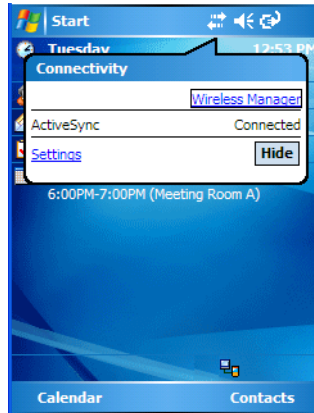 Start
Tuesday 12:53 PM
Connectivity
Wireless Manager
ActiveSync Connected
Settings Hide
6:00PM-7:00PM (Meeting Room A)
Calendar Contacts